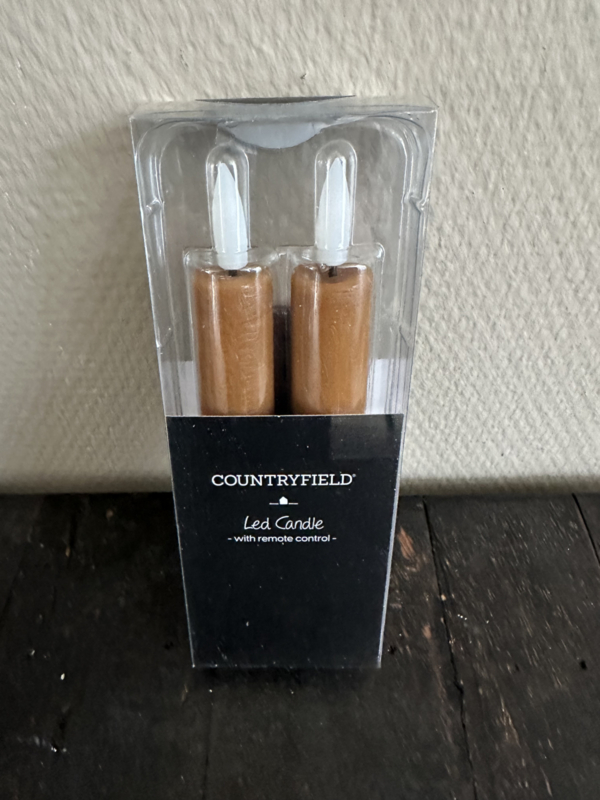 COUNTRYFIELD®
Led Candle
- with remote control -